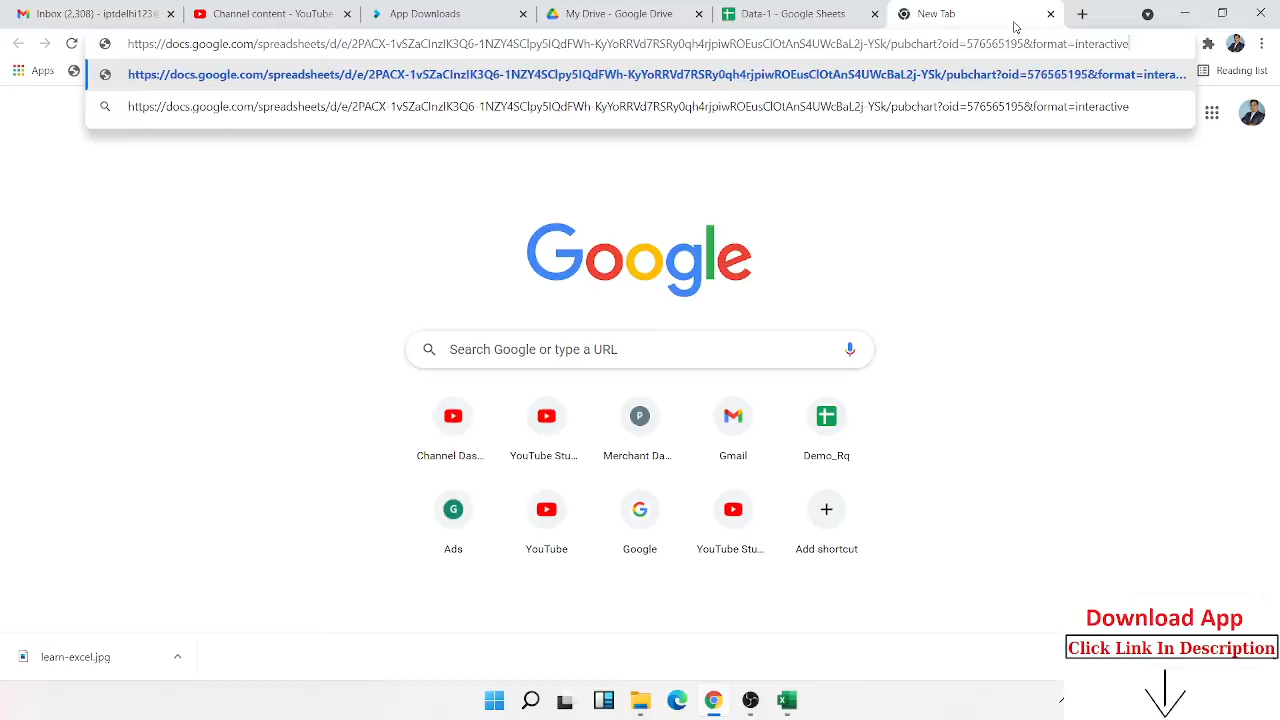 Inbox (2,308) - iptdelhi123@
Channel content - YouTube
App Downloads
My Drive - Google Drive
Data-1 - Google Sheets
New Tab
https://docs.google.com/spreadsheets/d/e/2PACX-1vSZaCInzIK3Q6-1NZY4SClpy5IQdFWh-KyYoRRVd7RSRy0qh4rjpiwROEusClOtAnS4UWcBaL2j-YSk/pubchart?oid=576565195&format=interactive
Apps
https://docs.google.com/spreadsheets/d/e/2PACX-1vSZaCInzIK3Q6-1NZY4SClpy5IQdFWh-KyYoRRVd7RSRy0qh4rjpiwROEusClOtAnS4UWcBaL2j-YSk/pubchart?oid=576565195&format=intera...
Reading list
https://docs.google.com/spreadsheets/d/e/2PACX-1vSZaCInzIK3Q6-1NZY4SClpy5IQdFWh-KyYoRRVd7RSRy0qh4rjpiwROEusClOtAnS4UWcBaL2j-YSk/pubchart?oid=576565195&format=interactive
Google
Search Google or type a URL
P
Channel Das...
YouTube Stu...
Merchant Da...
Gmail
Demo_Rq
G
Ads
YouTube
Google
YouTube Stu...
Add shortcut
Download App
Click Link In Description
learn-excel.jpg